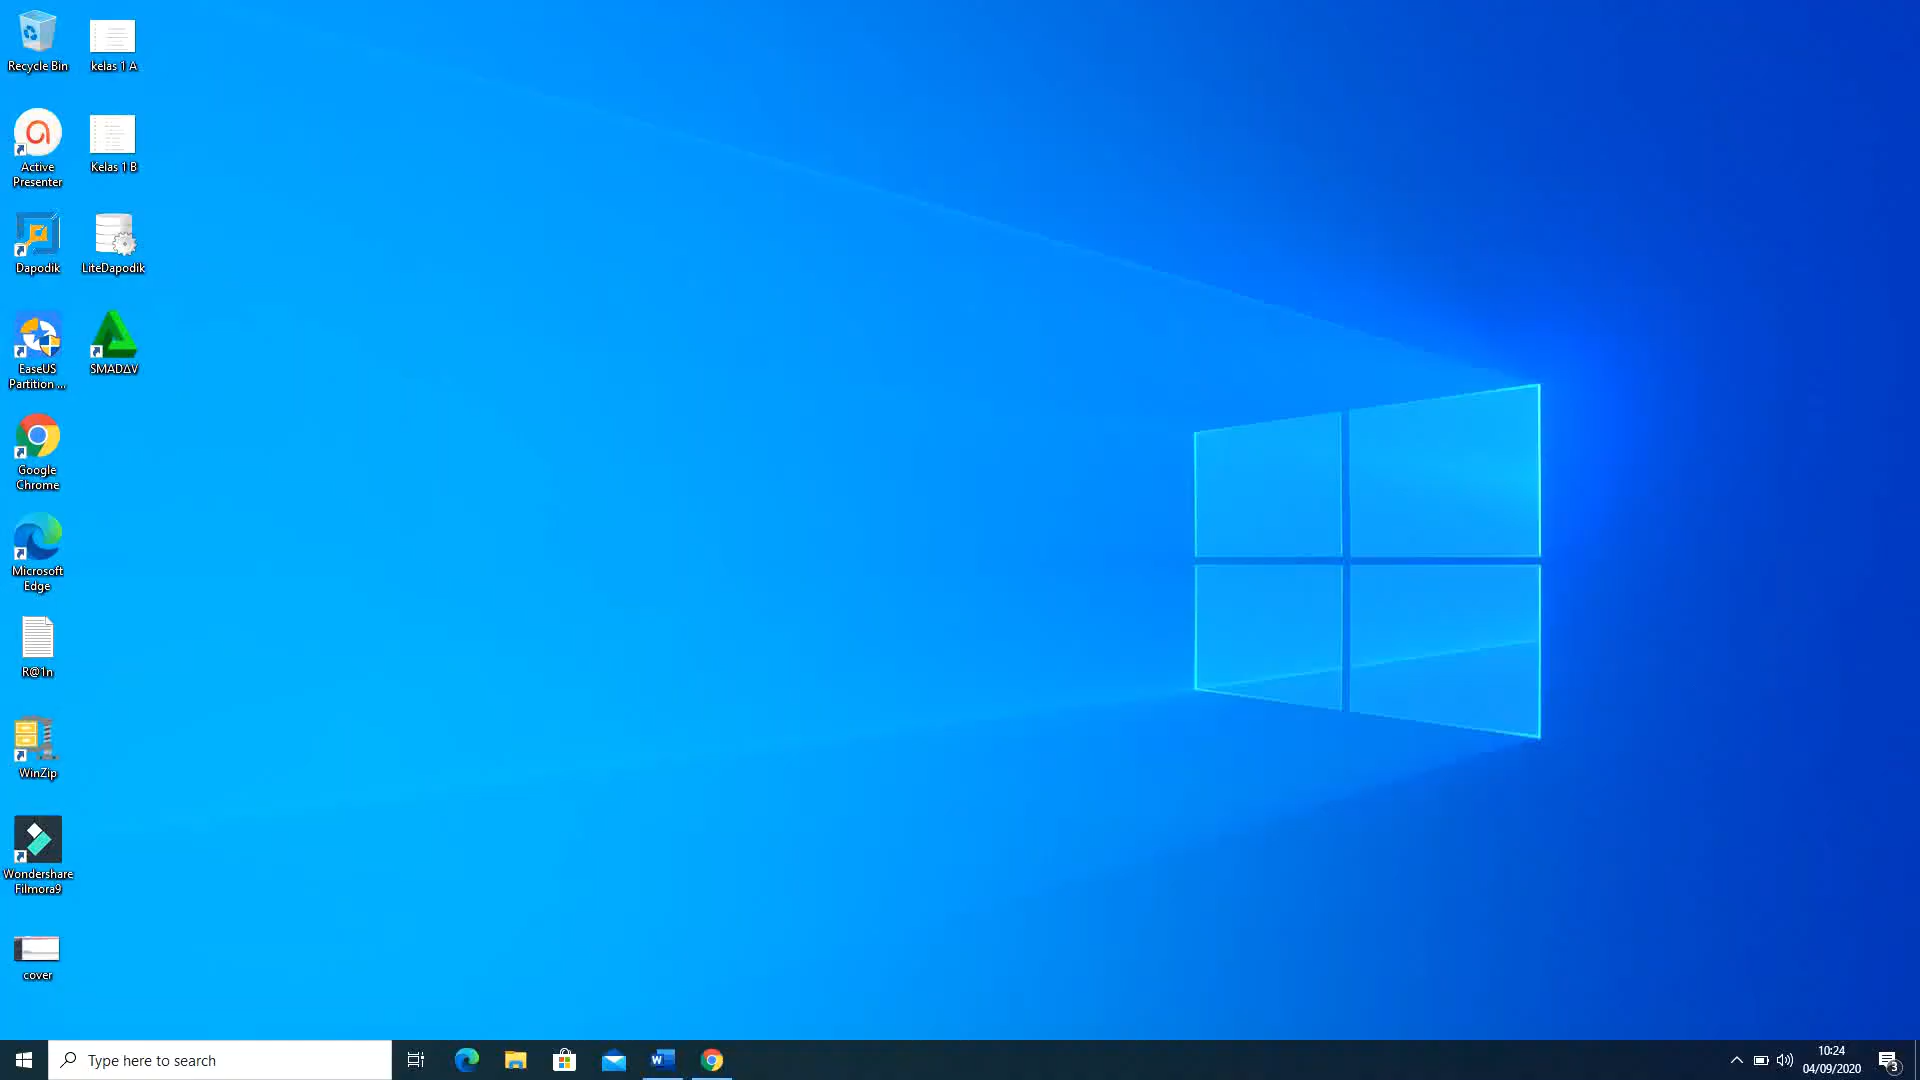 Recycle Bin
kelas 1 A
Active
Presenter
Kelas 1 B
Dapodik
LiteDapodik
EaseUS
Partition ...
SMADΔV
Google
Chrome
Microsoft
Edge
R@1n
WinZip
Wondershare
Filmora9
cover
Type here to search
W
10:24
04/09/2020
3